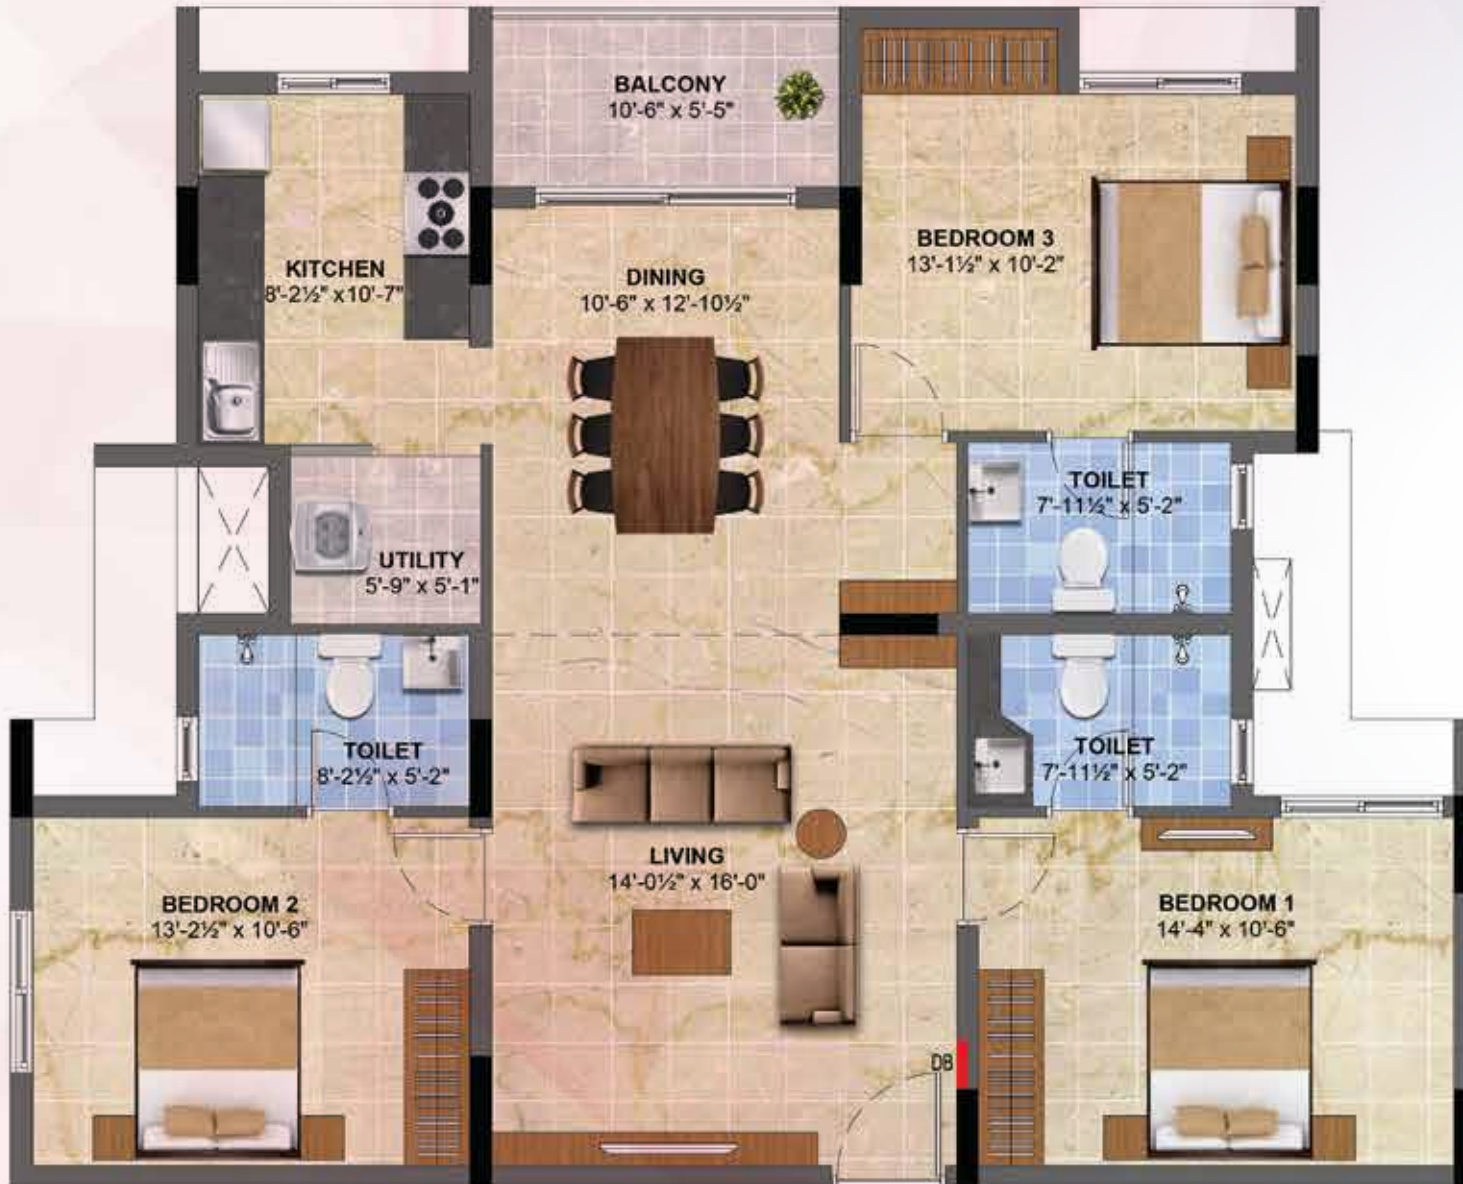 BALCONY
10'-6" x 5'-5"
BEDROOM 3
13'-1½" x 10'-2"
KITCHEN
8'-2½" x10'-7"
DINING
10'-6" x 12'-10½"
TOILET
7'-11½" x 5'-2"
UTILITY
5'-9" x 5'-1"
TOILET
8'-2½" x 5'-2"
TOILET
7'-11½" x 5'-2"
LIVING
14'-0½" x 16'-0"
BEDROOM 2
13'-2½" x 10'-6"
BEDROOM 1
14'-4" x 10'-6"
DB